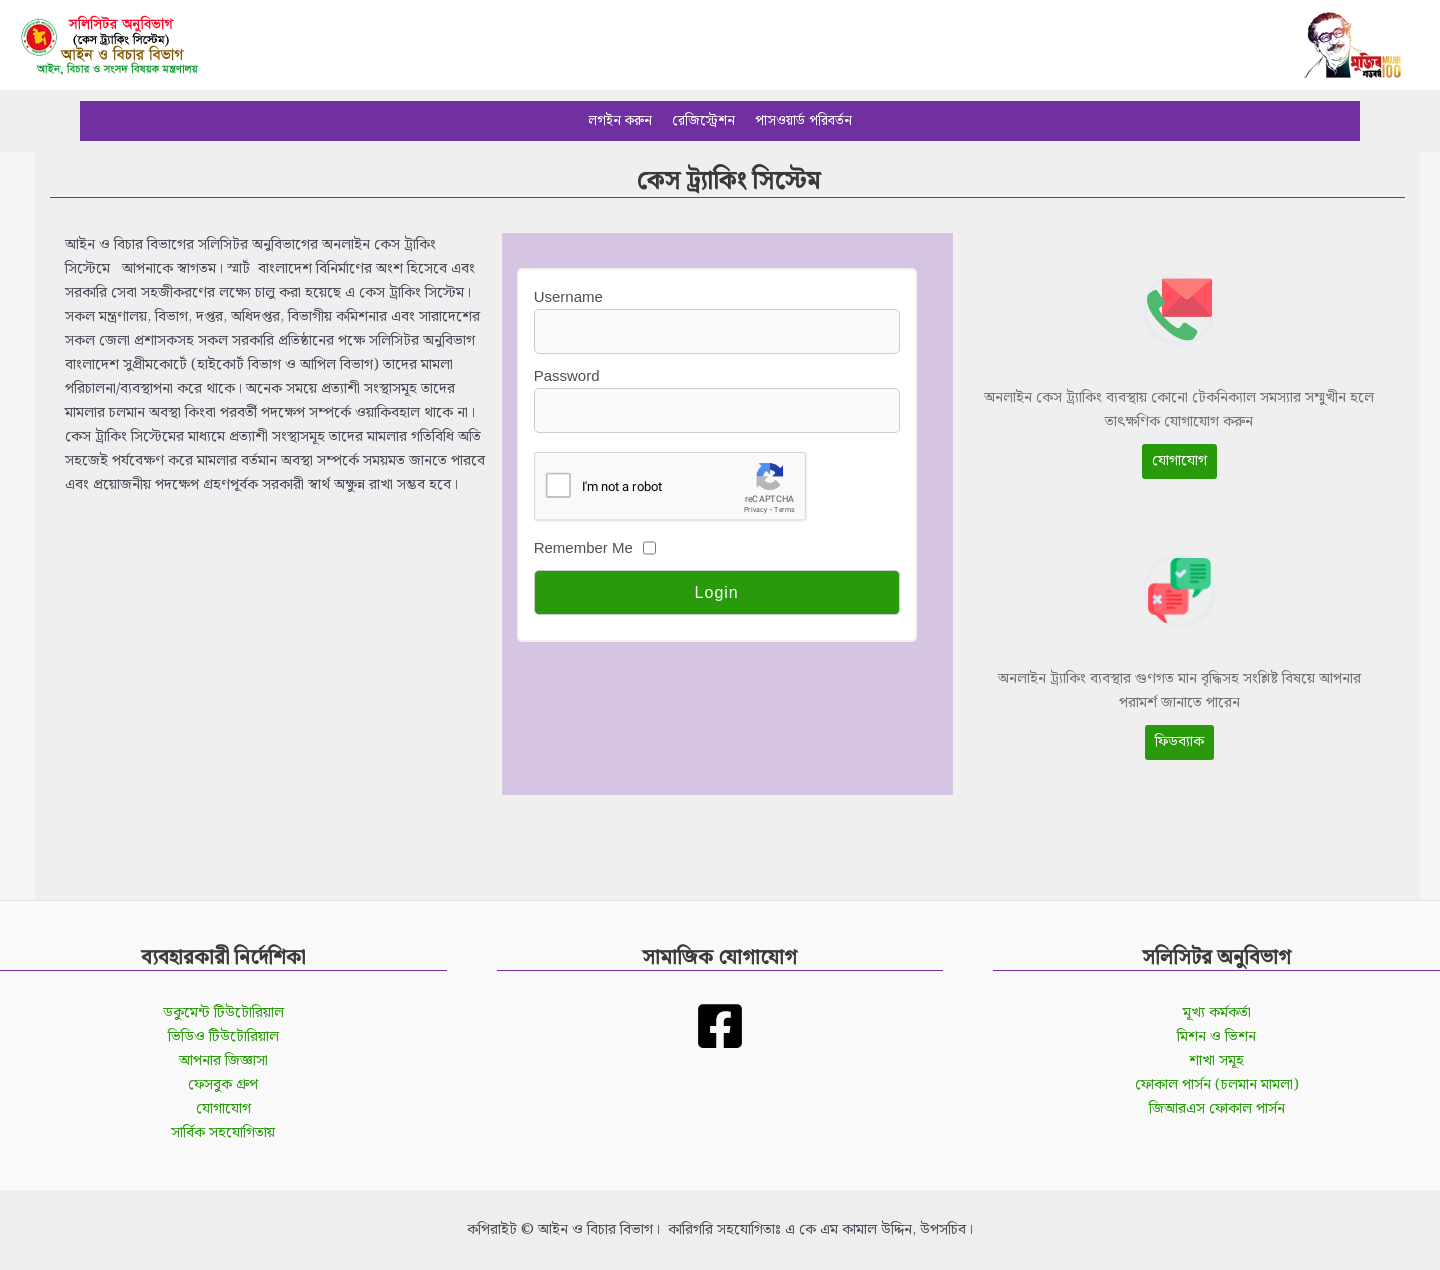 সলিসিটর অনুবিভাগ
(কেস ট্র্যাকিং সিস্টেম)
আইন ও বিচার বিভাগ
আইন, বিচার ও সংসদ বিষয়ক মন্ত্রণালয়
মুজিব
শতবর্ষ
MUJIB
100
লগইন করুন রেজিস্ট্রেশন পাসওয়ার্ড পরিবর্তন
কেস ট্র্যাকিং সিস্টেম
আইন ও বিচার বিভাগের সলিসিটর অনুবিভাগের অনলাইন কেস ট্রাকিং
সিস্টেমে আপনাকে স্বাগতম। স্মার্ট বাংলাদেশ বিনির্মাণের অংশ হিসেবে এবং
সরকারি সেবা সহজীকরণের লক্ষ্যে চালু করা হয়েছে এ কেস ট্রাকিং সিস্টেম।
সকল মন্ত্রণালয়, বিভাগ, দপ্তর, অধিদপ্তর, বিভাগীয় কমিশনার এবং সারাদেশের
সকল জেলা প্রশাসকসহ সকল সরকারি প্রতিষ্ঠানের পক্ষে সলিসিটর অনুবিভাগ
বাংলাদেশ সুপ্রীমকোর্টে (হাইকোর্ট বিভাগ ও আপিল বিভাগ) তাদের মামলা
পরিচালনা/ব্যবস্থাপনা করে থাকে। অনেক সময়ে প্রত্যাশী সংস্থাসমূহ তাদের
মামলার চলমান অবস্থা কিংবা পরবর্তী পদক্ষেপ সম্পর্কে ওয়াকিবহাল থাকে না।
কেস ট্রাকিং সিস্টেমের মাধ্যমে প্রত্যাশী সংস্থাসমূহ তাদের মামলার গতিবিধি অতি
সহজেই পর্যবেক্ষণ করে মামলার বর্তমান অবস্থা সম্পর্কে সময়মত জানতে পারবে
এবং প্রয়োজনীয় পদক্ষেপ গ্রহণপূর্বক সরকারী স্বার্থ অক্ষুন্ন রাখা সম্ভব হবে।
Username
Password
I'm not a robot
reCAPTCHA
Privacy - Terms
Remember Me
Login
অনলাইন কেস ট্র্যাকিং ব্যবস্থায় কোনো টেকনিক্যাল সমস্যার সম্মুখীন হলে
তাৎক্ষণিক যোগাযোগ করুন
যোগাযোগ
অনলাইন ট্র্যাকিং ব্যবস্থার গুণগত মান বৃদ্ধিসহ সংশ্লিষ্ট বিষয়ে আপনার
পরামর্শ জানাতে পারেন
ফিডব্যাক
ব্যবহারকারী নির্দেশিকা
ডকুমেন্ট টিউটোরিয়াল
ভিডিও টিউটোরিয়াল
আপনার জিজ্ঞাসা
ফেসবুক গ্রুপ
যোগাযোগ
সার্বিক সহযোগিতায়
সামাজিক যোগাযোগ
সলিসিটর অনুবিভাগ
মূখ্য কর্মকর্তা
মিশন ও ভিশন
শাখা সমূহ
ফোকাল পার্সন (চলমান মামলা)
জিআরএস ফোকাল পার্সন
কপিরাইট © আইন ও বিচার বিভাগ। কারিগরি সহযোগিতাঃ এ কে এম কামাল উদ্দিন, উপসচিব।